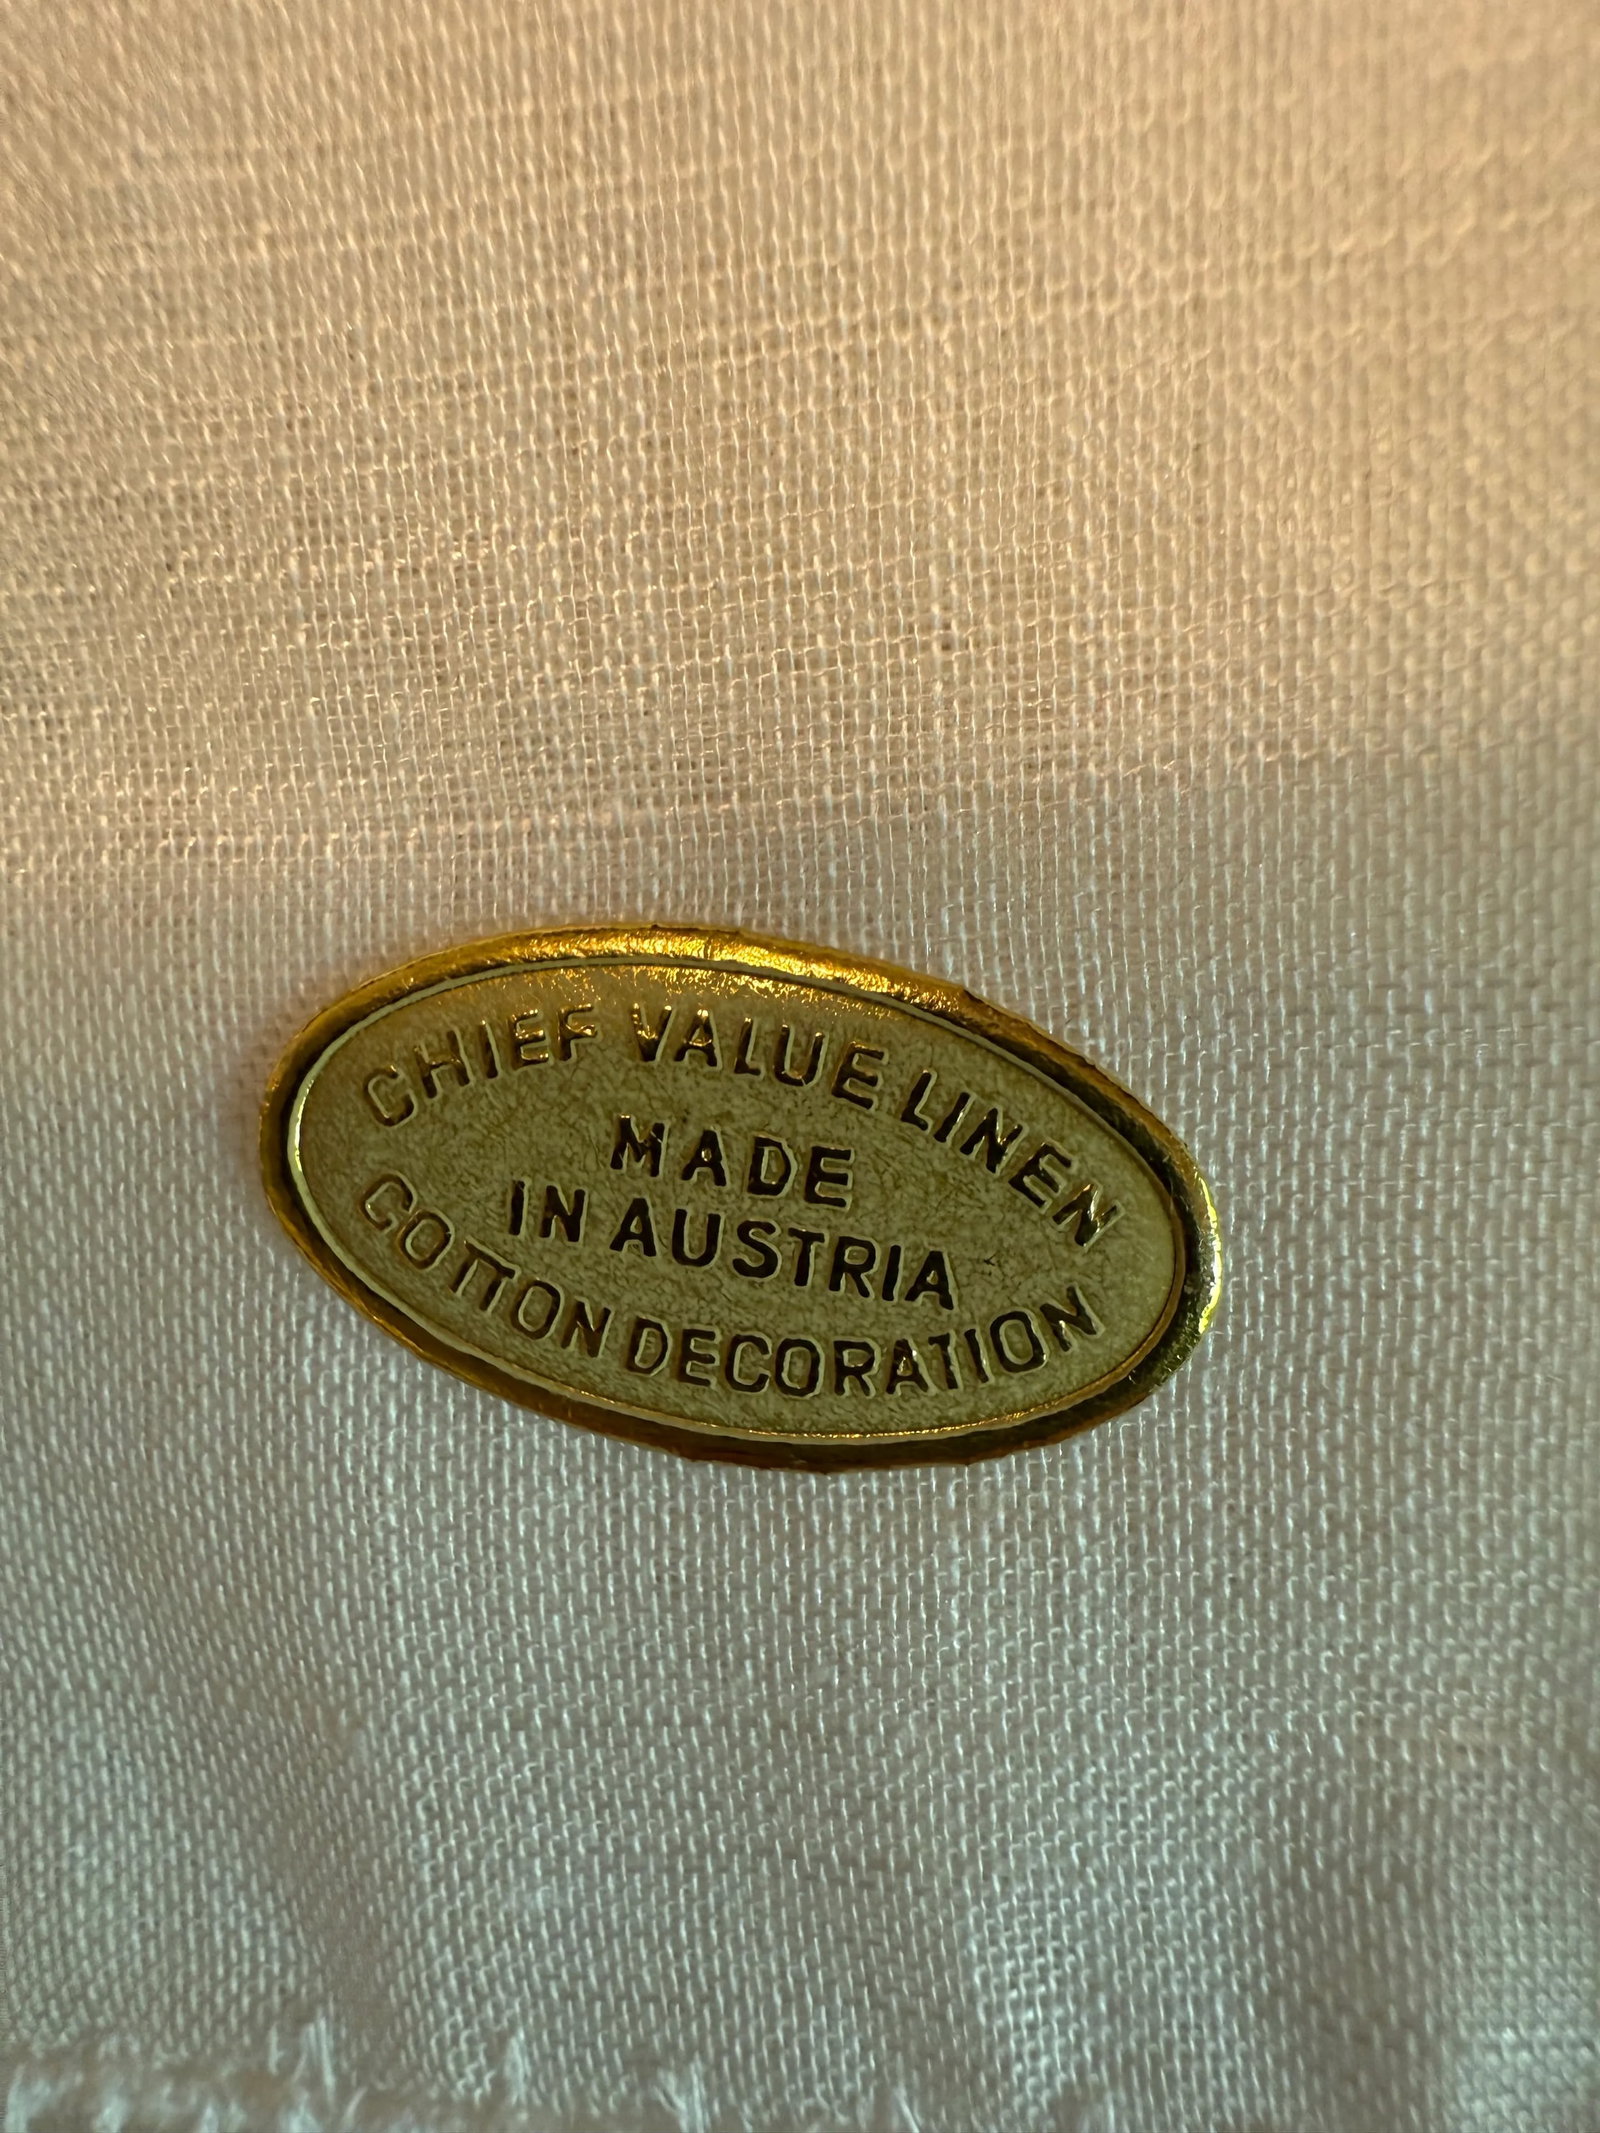 CHIEF VALUE LINEN
MADE
IN AUSTRIA
COTTON DECORATION